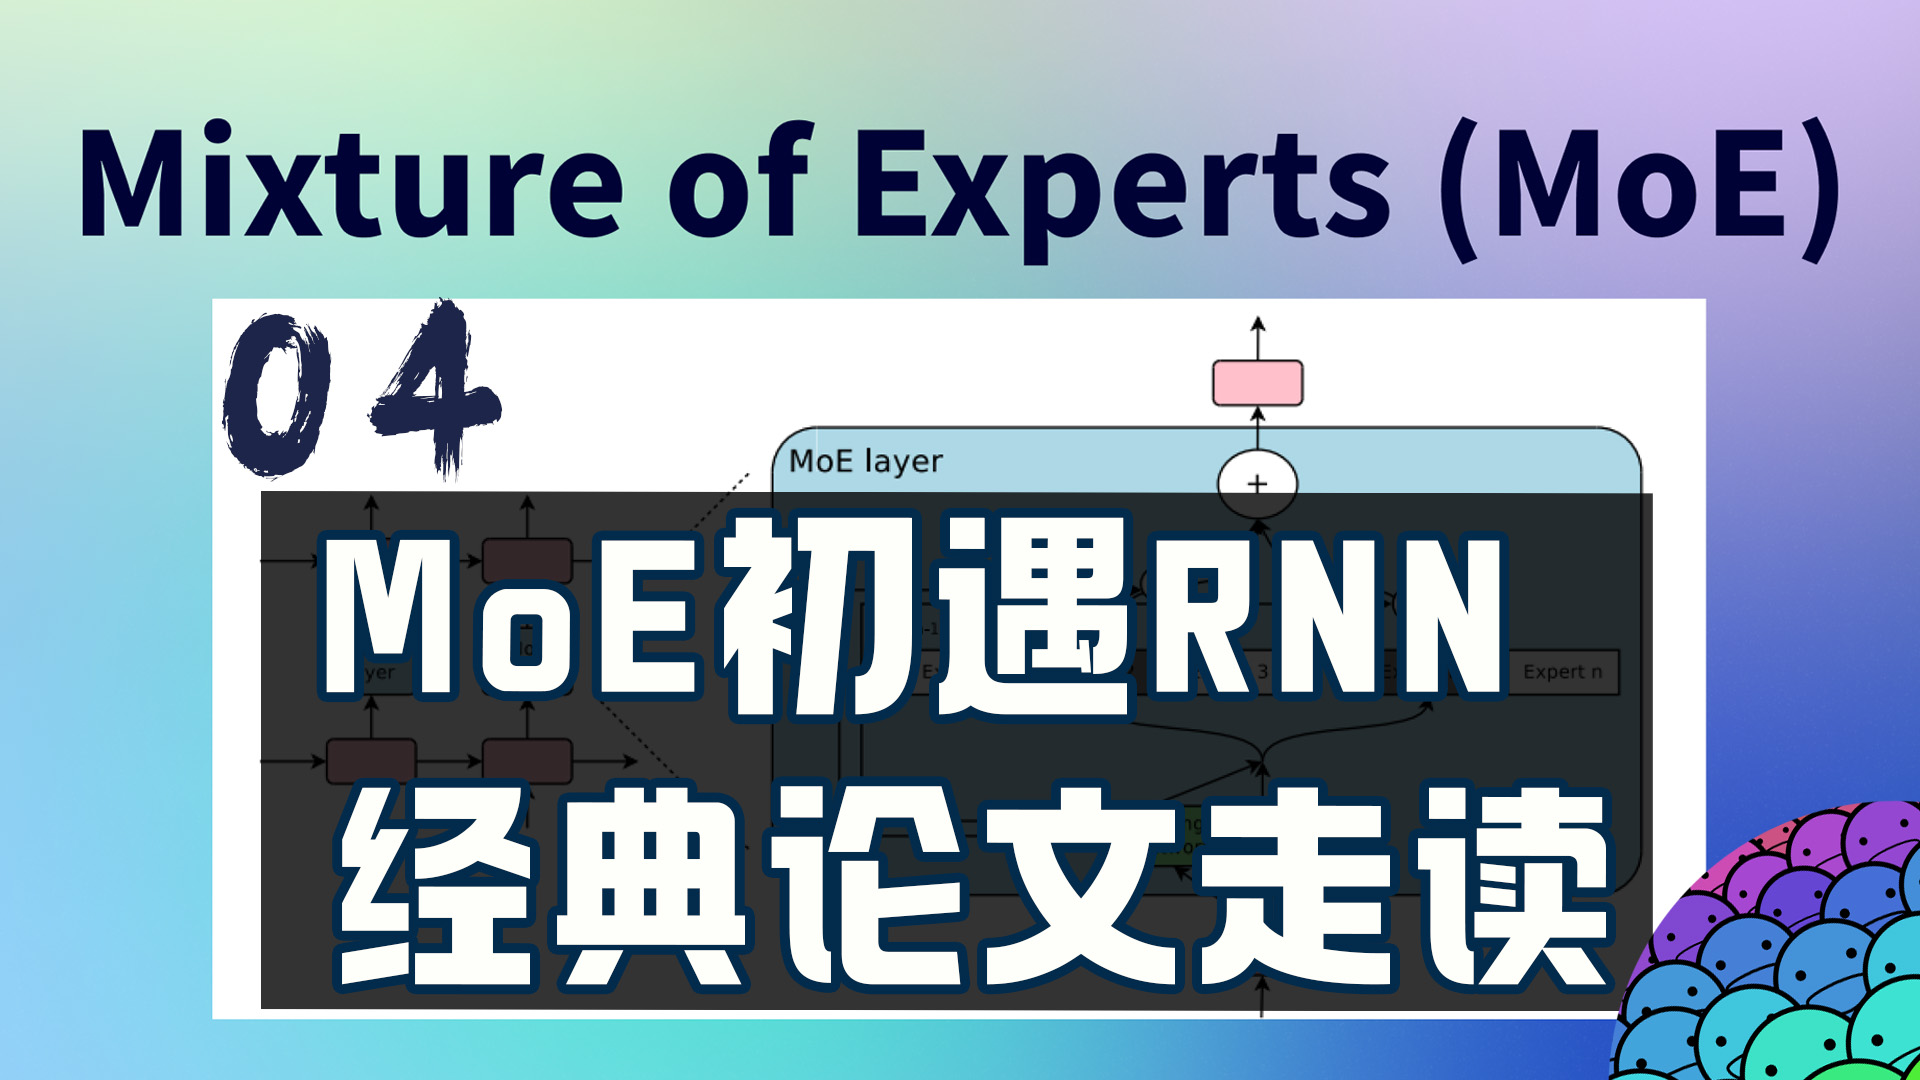 Mixture of Experts (MoE)
04
MoE layer
+
MoE初遇RNN
Expert n
经典论文走读